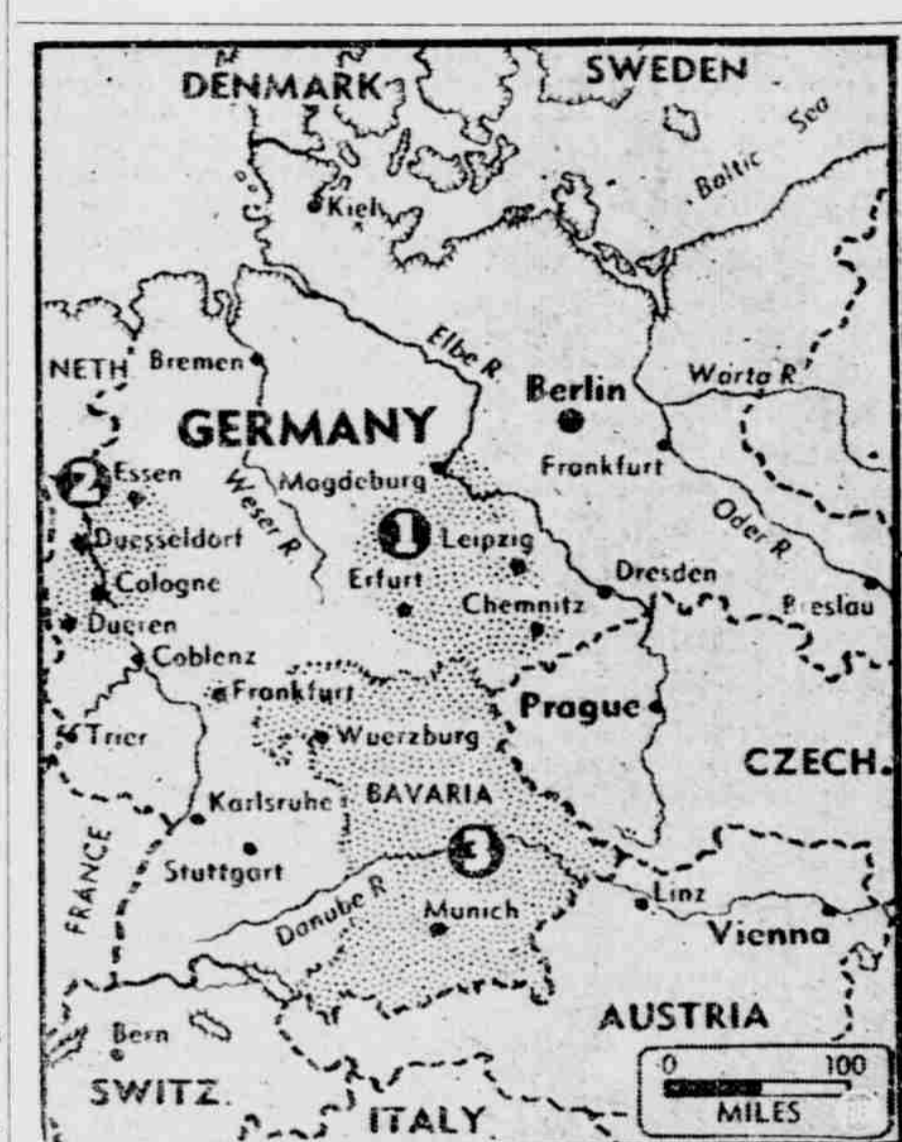 DENMARK
SWEDEN
Baltic Sea
Kiel
NETH
Bremen
Elbe R.
Berlin
Warta R.
GERMANY
2
Essen
Magdeburg
Frankfurt
Weser R.
1
Leipzig
Oder R.
Duesseldorf
Erfurt
Dresden
Cologne
Chemnitz
Breslau
Dueren
Coblenz
Frankfurt
Prague
Trier
Wuerzburg
CZECH.
Karlsruhe
BAVARIA
FRANCE
Stuttgart
3
Danube R.
Munich
Linz
Vienna
AUSTRIA
Bern
SWITZ.
ITALY
0 100
MILES